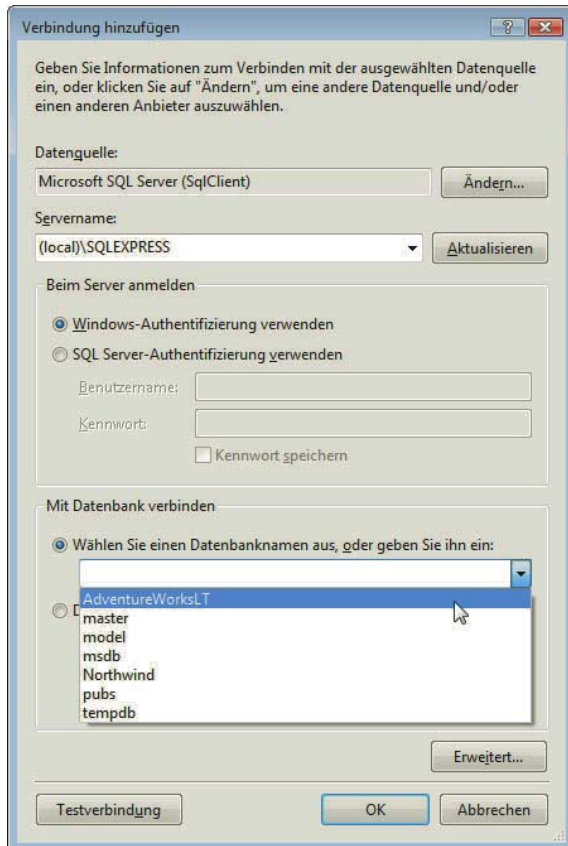 Verbindung hinzufügen
Geben Sie Informationen zum Verbinden mit der ausgewählten Datenquelle
ein, oder klicken Sie auf "Ändern", um eine andere Datenquelle und/oder
einen anderen Anbieter auszuwählen.
Datenquelle:
Microsoft SQL Server (SqlClient)
Ändern...
Servername:
(local)\SQLEXPRESS
Aktualisieren
Beim Server anmelden
Windows-Authentifizierung verwenden
SQL Server-Authentifizierung verwenden
Benutzername:
Kennwort:
Kennwort speichern
Mit Datenbank verbinden
Wählen Sie einen Datenbanknamen aus, oder geben Sie ihn ein:
AdventureWorksLT
master
model
msdb
Northwind
pubs
tempdb
Erweitert...
Testverbindung
OK
Abbrechen